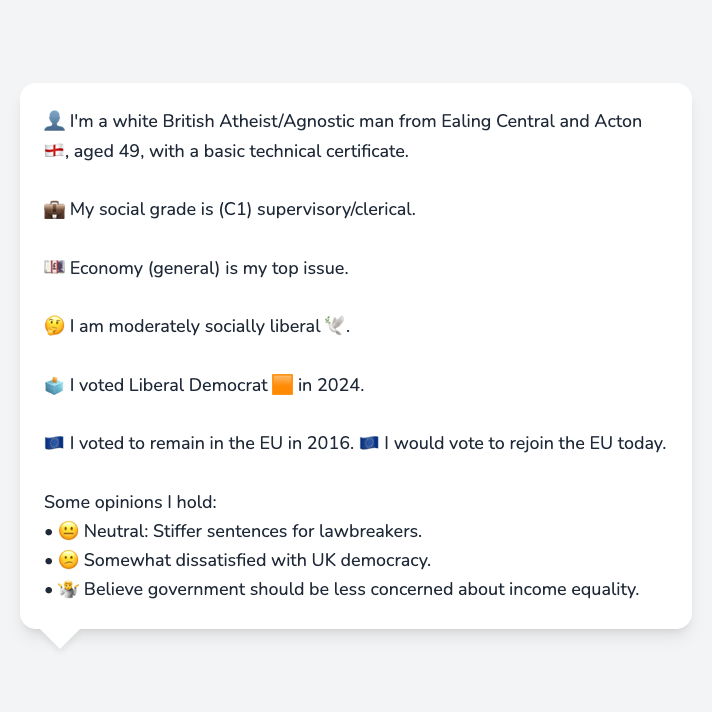 👤 I'm a white British Atheist/Agnostic man from Ealing Central and Acton
🏴󠁧󠁢󠁥󠁮󠁧󠁿, aged 49, with a basic technical certificate.
💼 My social grade is (C1) supervisory/clerical.
💷 Economy (general) is my top issue.
🤔 I am moderately socially liberal 🕊️.
🗳️ I voted Liberal Democrat 🟧 in 2024.
🇪🇺 I voted to remain in the EU in 2016. 🇪🇺 I would vote to rejoin the EU today.
Some opinions I hold:
• 😐 Neutral: Stiffer sentences for lawbreakers.
• 🙁 Somewhat dissatisfied with UK democracy.
• 🤷 Believe government should be less concerned about income equality.